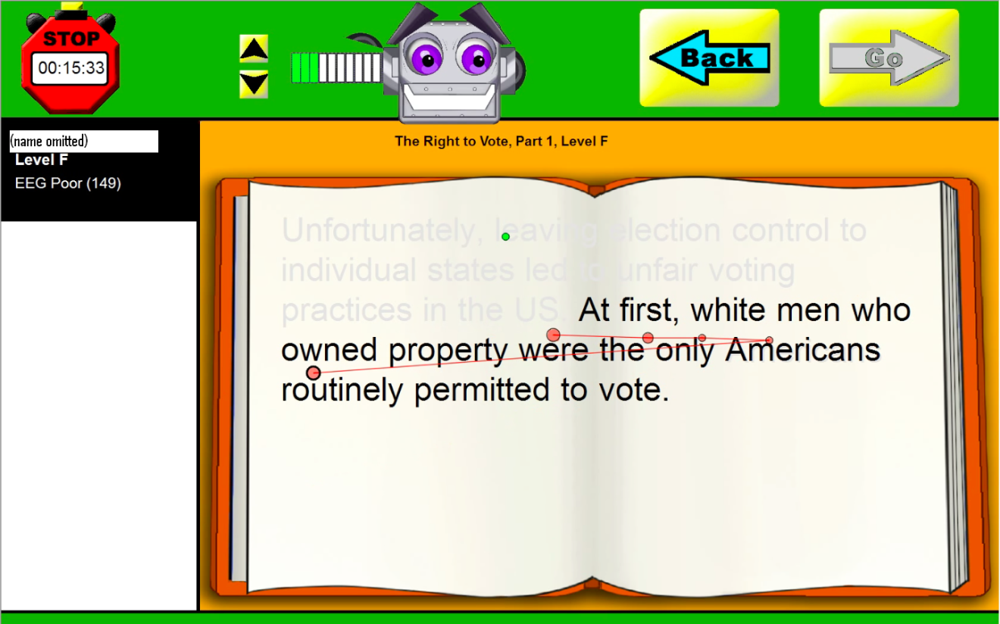 STOP
00:15:33
Back
Go
(name omitted)
Level F
EEG Poor (149)
The Right to Vote, Part 1, Level F
Unfortunately, leaving election control to
individual states led to unfair voting
practices in the US. At first, white men who
owned property were the only Americans
routinely permitted to vote.